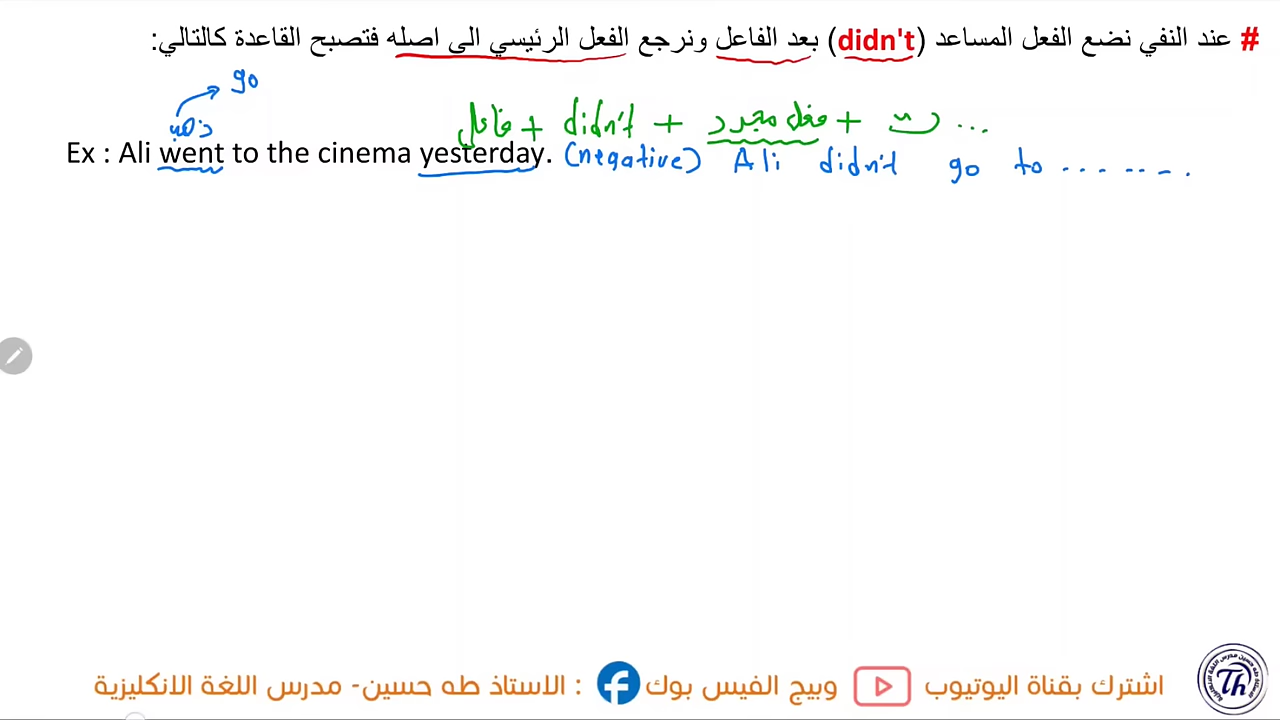 # عند النفي نضع الفعل المساعد (didn't) بعد الفاعل ونرجع الفعل الرئيسي الى اصله فتصبح القاعدة كالتالي:
go
ذهب
فاعل + didn't + فعل مجرد + ت ...
Ex : Ali went to the cinema yesterday. (negative) Ali didn't go to ........
اشترك بقناة اليوتيوب وبيج الفيس بوك : الاستاذ طه حسين- مدرس اللغة الانكليزية
Th